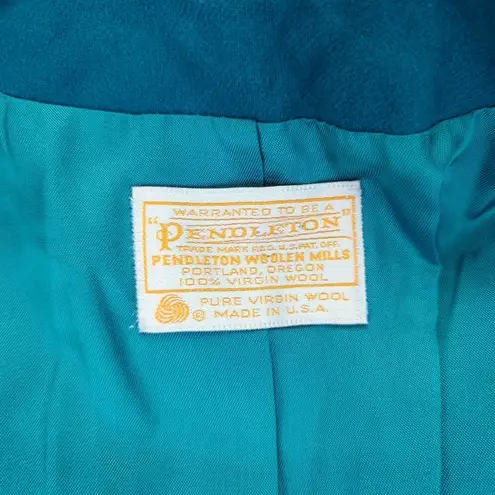 WARRANTED TO BE A
"PENDLETON"
TRADE MARK REG. U.S. PAT. OFF.
PENDLETON WOOLEN MILLS
PORTLAND, OREGON
100% VIRGIN WOOL
PURE VIRGIN WOOL
© MADE IN U.S.A.